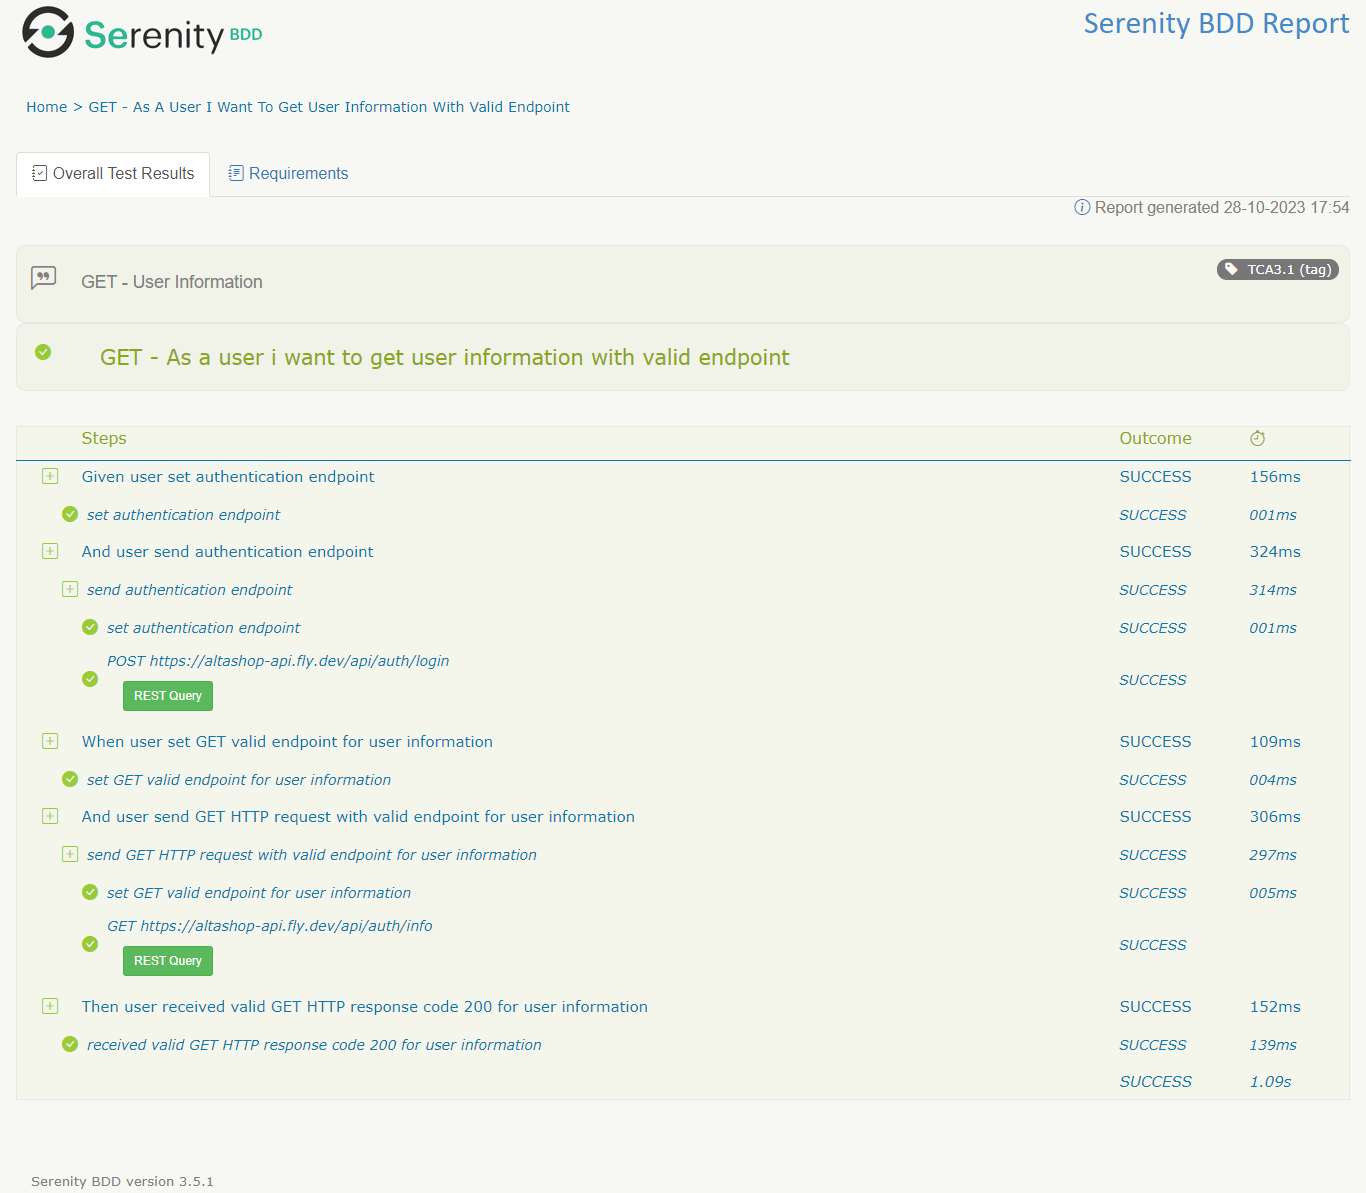 Serenity BDD
Serenity BDD Report
Home > GET - As A User I Want To Get User Information With Valid Endpoint
Overall Test Results
Requirements
Report generated 28-10-2023 17:54
GET - User Information
TCA3.1 (tag)
GET - As a user i want to get user information with valid endpoint
Steps Outcome
Given user set authentication endpoint SUCCESS 156ms
set authentication endpoint SUCCESS 001ms
And user send authentication endpoint SUCCESS 324ms
send authentication endpoint SUCCESS 314ms
set authentication endpoint SUCCESS 001ms
POST https://altashop-api.fly.dev/api/auth/login
SUCCESS
REST Query
When user set GET valid endpoint for user information SUCCESS 109ms
set GET valid endpoint for user information SUCCESS 004ms
And user send GET HTTP request with valid endpoint for user information SUCCESS 306ms
send GET HTTP request with valid endpoint for user information SUCCESS 297ms
set GET valid endpoint for user information SUCCESS 005ms
GET https://altashop-api.fly.dev/api/auth/info
SUCCESS
REST Query
Then user received valid GET HTTP response code 200 for user information SUCCESS 152ms
received valid GET HTTP response code 200 for user information SUCCESS 139ms
SUCCESS 1.09s
Serenity BDD version 3.5.1